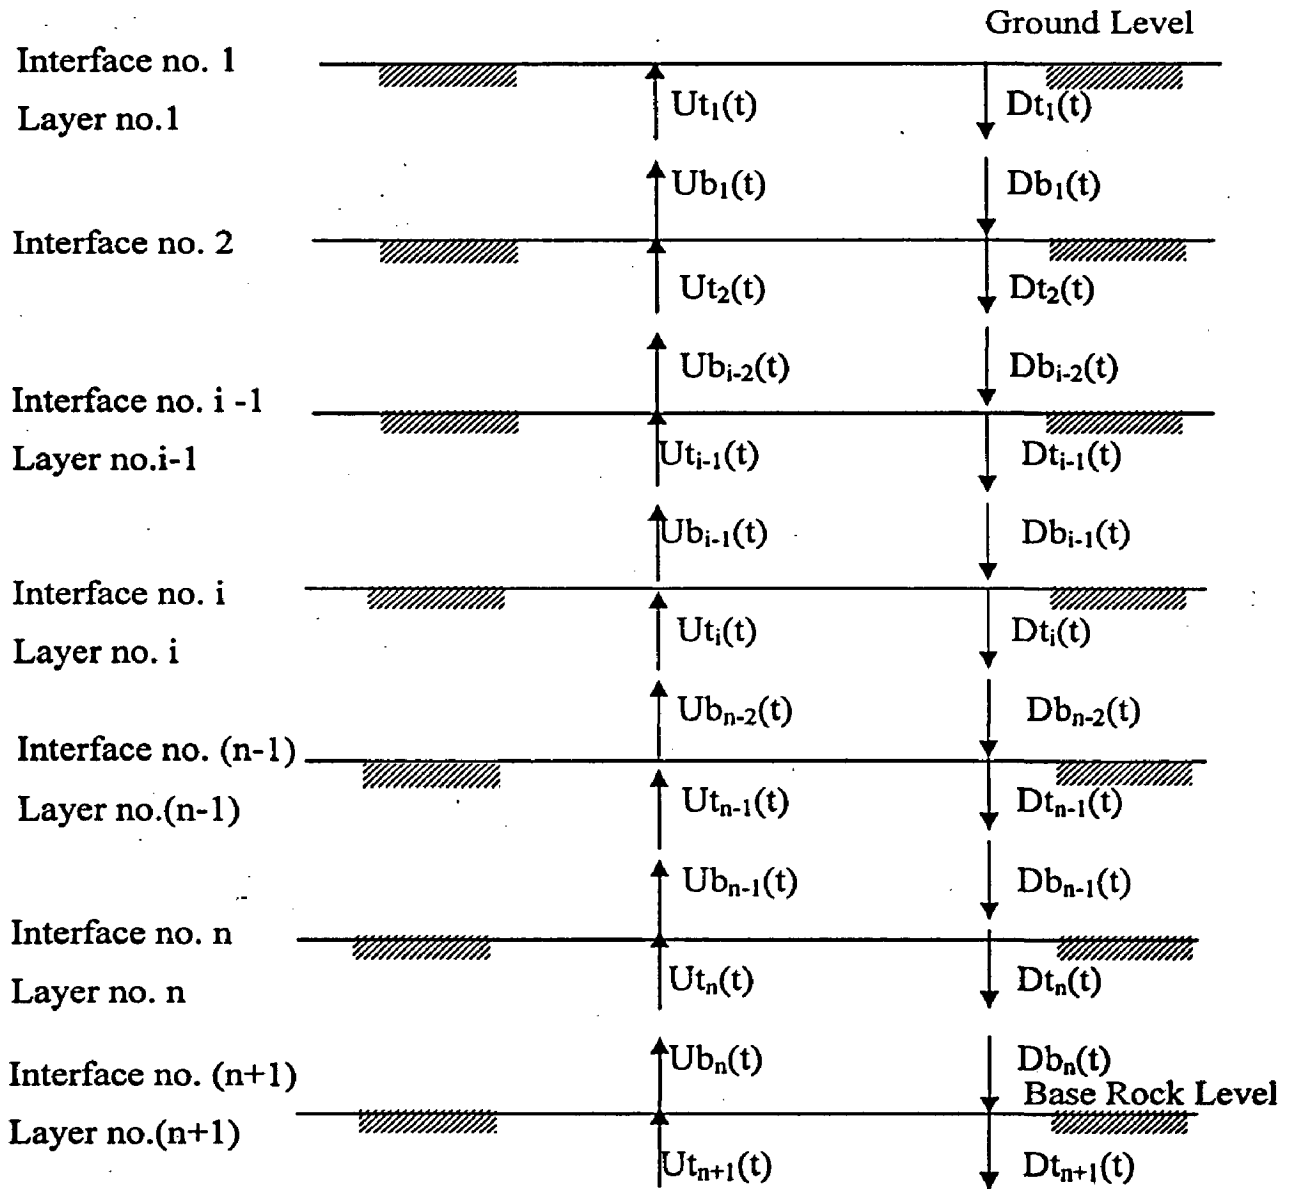 Ground Level
Interface no. 1
Layer no.1
Ut₁(t) Dt₁(t)
Ub₁(t) Db₁(t)
Interface no. 2
Ut₂(t) Dt₂(t)
Ubᵢ₋₂(t) Dbᵢ₋₂(t)
Interface no. i -1
Layer no.i-1
Utᵢ₋₁(t) Dtᵢ₋₁(t)
Ubᵢ₋₁(t) Dbᵢ₋₁(t)
Interface no. i
Layer no. i
Utᵢ(t) Dtᵢ(t)
Ubₙ₋₂(t) Dbₙ₋₂(t)
Interface no. (n-1)
Layer no.(n-1)
Utₙ₋₁(t) Dtₙ₋₁(t)
Ubₙ₋₁(t) Dbₙ₋₁(t)
Interface no. n
Layer no. n
Utₙ(t) Dtₙ(t)
Ubₙ(t) Dbₙ(t)
Interface no. (n+1)
Base Rock Level
Layer no.(n+1)
Utₙ₊₁(t) Dtₙ₊₁(t)